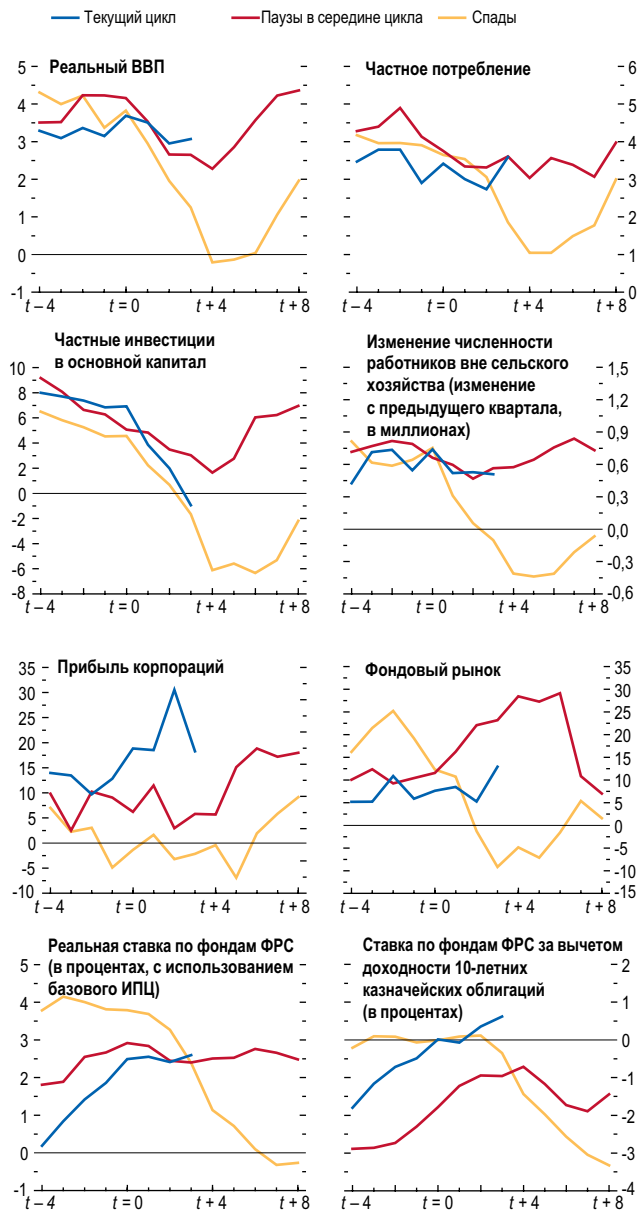 Текущий цикл Паузы в середине цикла Спады
Реальный ВВП
5
4
3
2
1
0
-1
t – 4 t = 0 t + 4 t + 8
Частное потребление
6
5
4
3
2
1
0
t – 4 t = 0 t + 4 t + 8
Частные инвестиции
в основной капитал
10
8
6
4
2
0
-2
-4
-6
-8
t – 4 t = 0 t + 4 t + 8
Изменение численности
работников вне сельского
хозяйства (изменение
с предыдущего квартала,
в миллионах)
1,5
1,2
0,9
0,6
0,3
0,0
-0,3
-0,6
t – 4 t = 0 t + 4 t + 8
Прибыль корпораций
35
30
25
20
15
10
5
0
-5
-10
t – 4 t = 0 t + 4 t + 8
Фондовый рынок
35
30
25
20
15
10
5
0
-5
-10
-15
t – 4 t = 0 t + 4 t + 8
Реальная ставка по фондам ФРС
(в процентах, с использованием
базового ИПЦ)
5
4
3
2
1
0
-1
t – 4 t = 0 t + 4 t + 8
Ставка по фондам ФРС за вычетом
доходности 10-летних
казначейских облигаций
(в процентах)
2
1
0
-1
-2
-3
-4
t – 4 t = 0 t + 4 t + 8